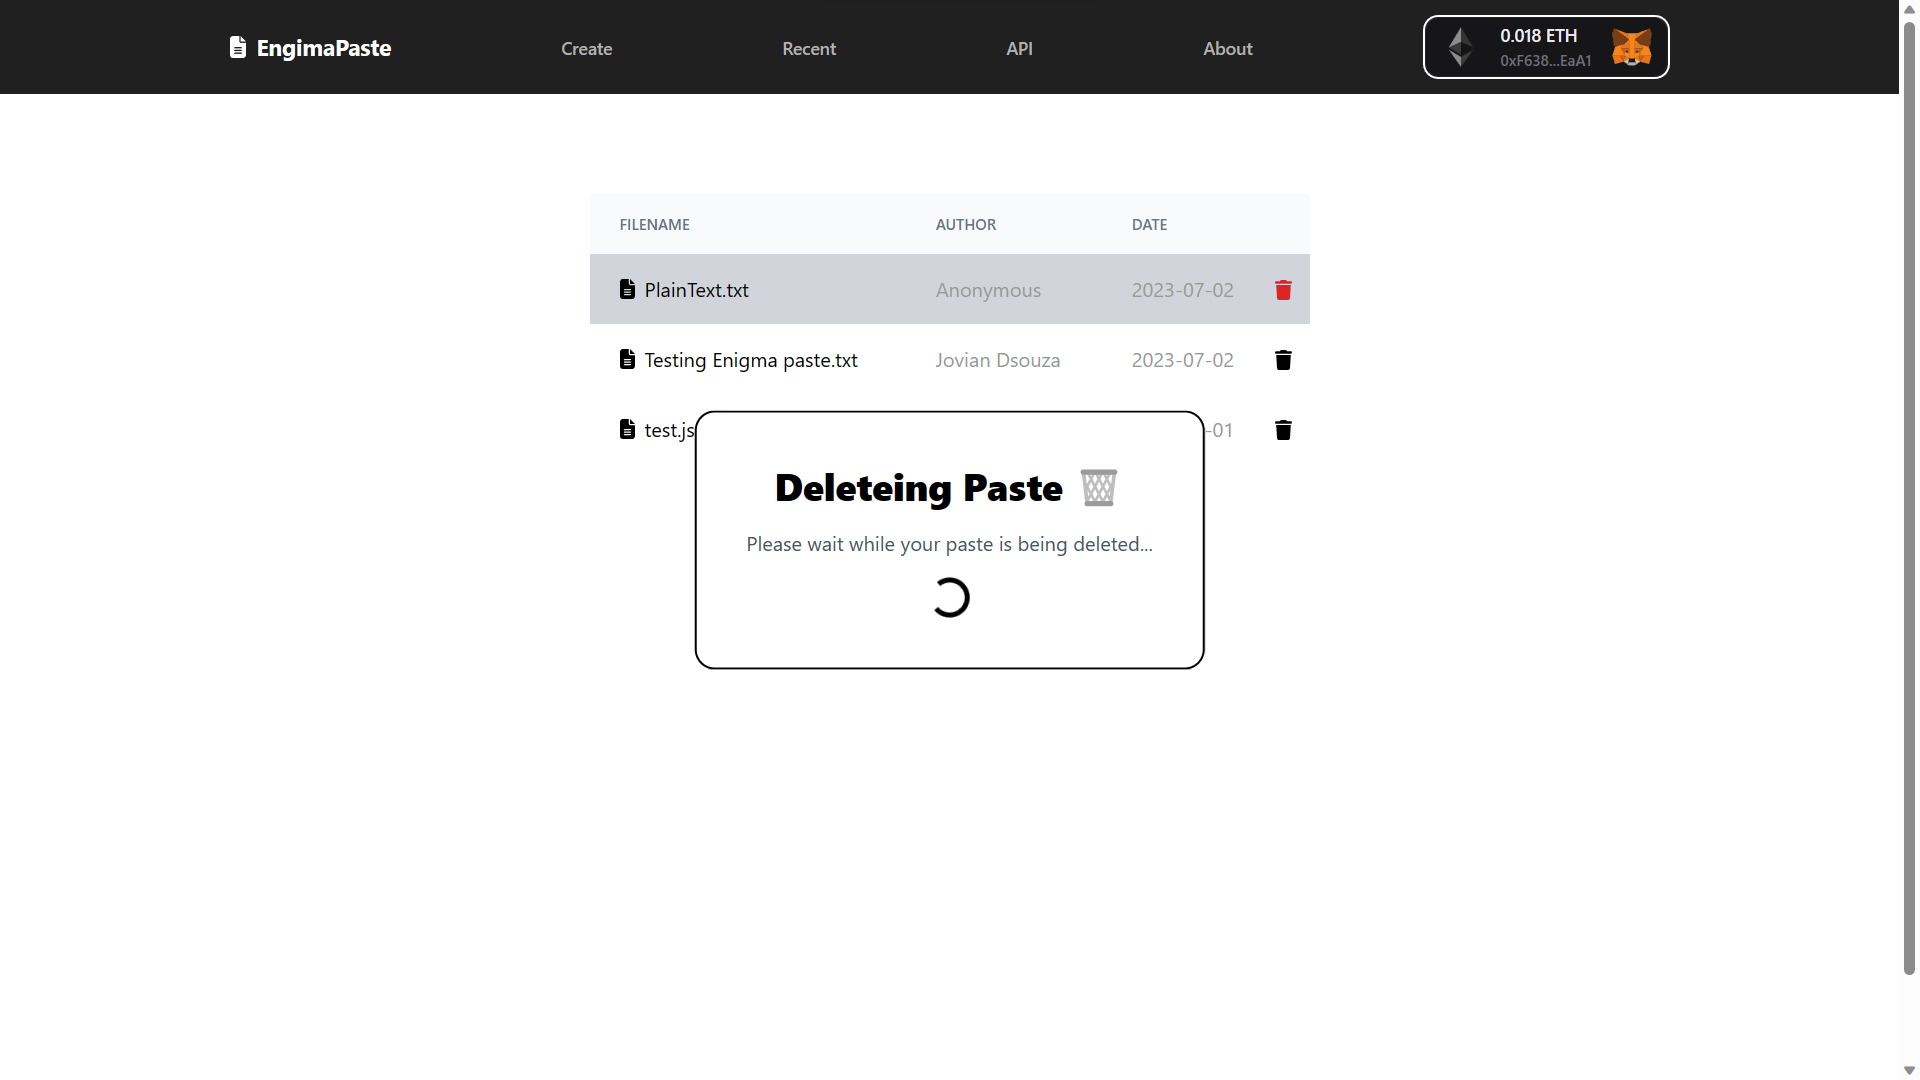 EngimaPaste Create Recent API About 0.018 ETH
0xF638...EaA1
FILENAME AUTHOR DATE
PlainText.txt Anonymous 2023-07-02
Testing Enigma paste.txt Jovian Dsouza 2023-07-02
test.js -01
Deleteing Paste
Please wait while your paste is being deleted...